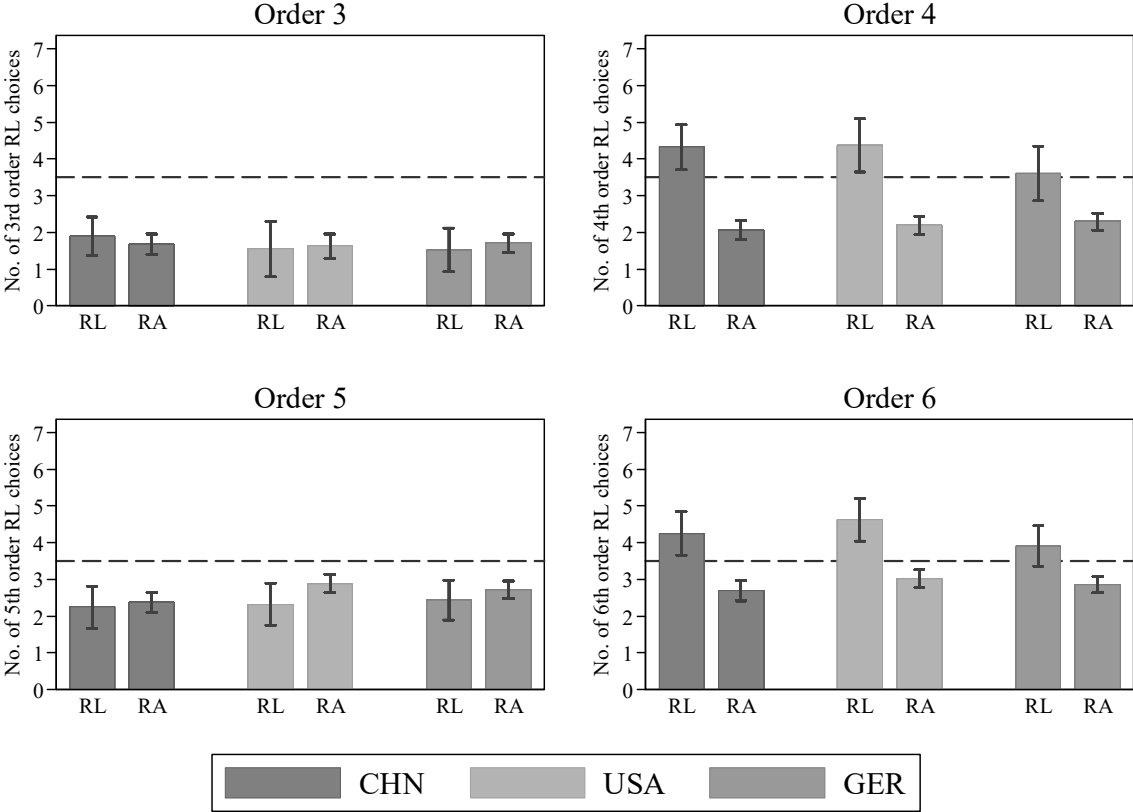 Order 3
No. of 3rd order RL choices
7
6
5
4
3
2
1
0
RL RA RL RA RL RA
Order 4
No. of 4th order RL choices
7
6
5
4
3
2
1
0
RL RA RL RA RL RA
Order 5
No. of 5th order RL choices
7
6
5
4
3
2
1
0
RL RA RL RA RL RA
Order 6
No. of 6th order RL choices
7
6
5
4
3
2
1
0
RL RA RL RA RL RA
CHN USA GER